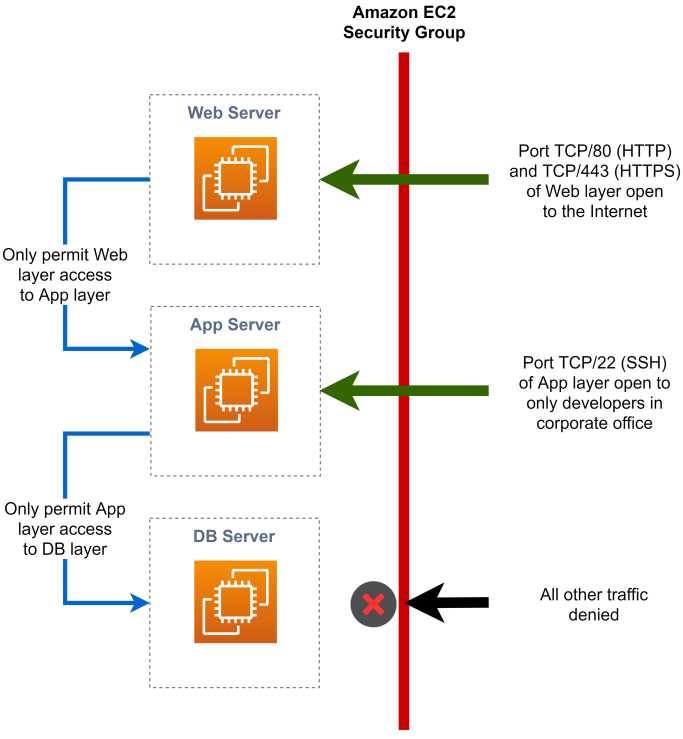 Amazon EC2
Security Group
Web Server
Port TCP/80 (HTTP)
and TCP/443 (HTTPS)
of Web layer open
to the Internet
Only permit Web
layer access
to App layer
App Server
Port TCP/22 (SSH)
of App layer open to
only developers in
corporate office
Only permit App
layer access
to DB layer
DB Server
All other traffic
denied